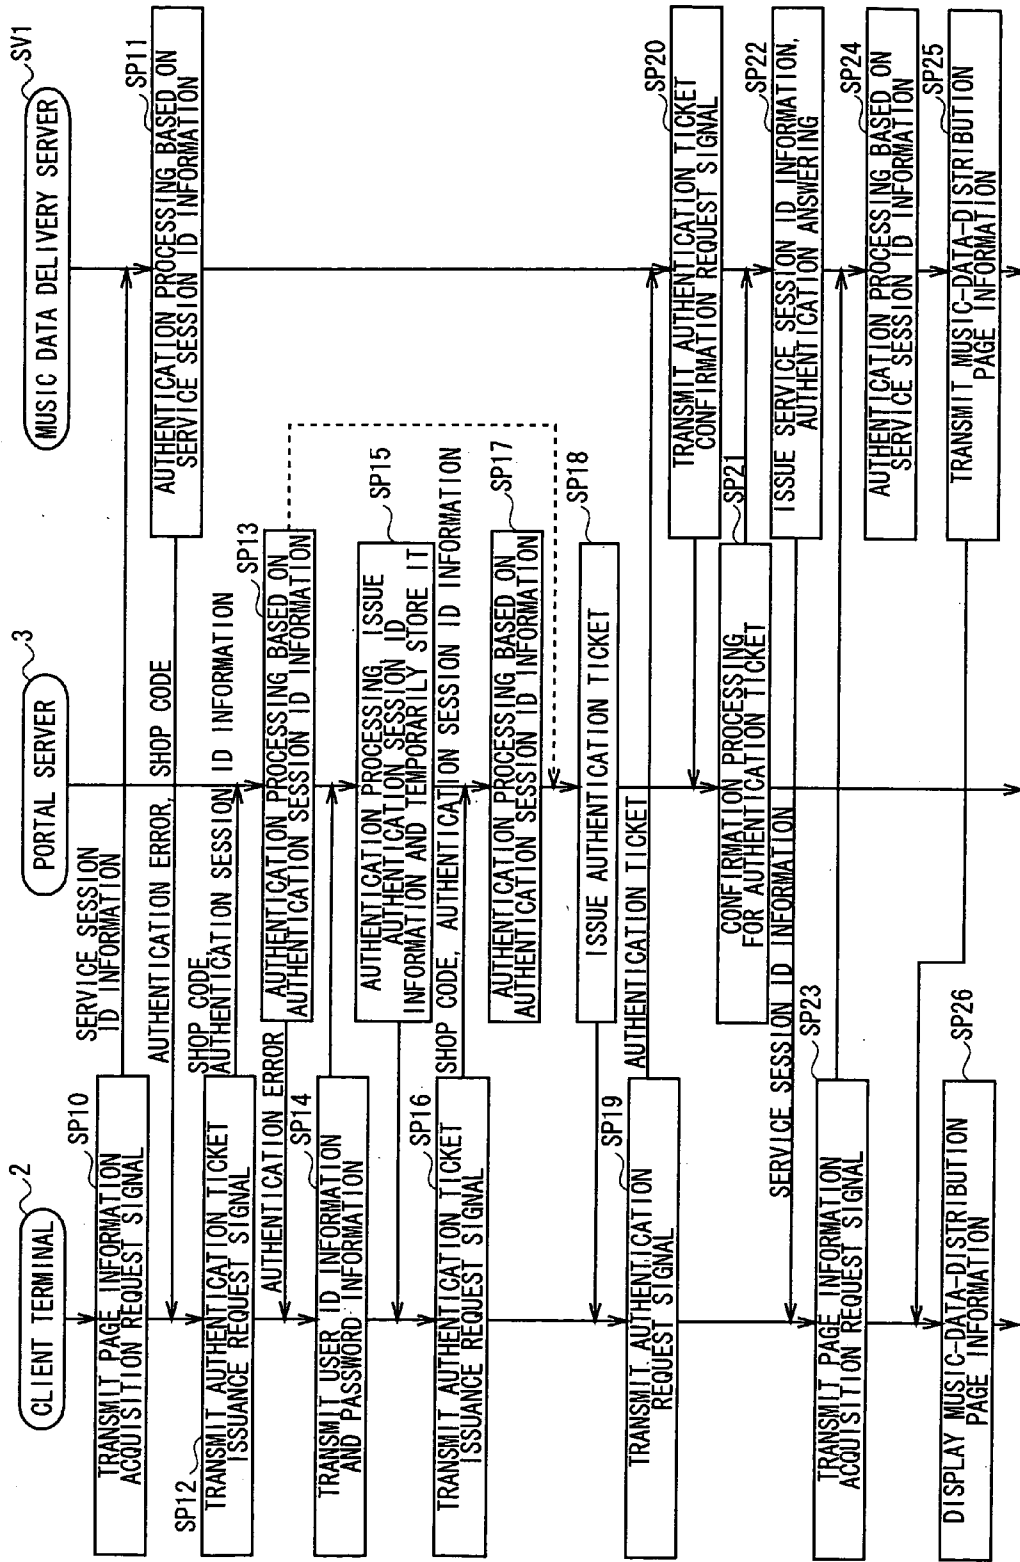 CLIENT TERMINAL
2
PORTAL SERVER
3
MUSIC DATA DELIVERY SERVER
SV1
SP10
TRANSMIT PAGE INFORMATION
ACQUISITION REQUEST SIGNAL
SERVICE SESSION
ID INFORMATION
SP11
AUTHENTICATION PROCESSING BASED ON
SERVICE SESSION ID INFORMATION
AUTHENTICATION ERROR, SHOP CODE
SP12
TRANSMIT AUTHENTICATION TICKET
ISSUANCE REQUEST SIGNAL
SHOP CODE,
AUTHENTICATION SESSION ID INFORMATION
SP13
AUTHENTICATION PROCESSING BASED ON
AUTHENTICATION SESSION ID INFORMATION
AUTHENTICATION ERROR
SP14
TRANSMIT USER ID INFORMATION
AND PASSWORD INFORMATION
SP15
AUTHENTICATION PROCESSING, ISSUE
AUTHENTICATION SESSION ID
INFORMATION AND TEMPORARILY STORE IT
SP16
TRANSMIT AUTHENTICATION TICKET
ISSUANCE REQUEST SIGNAL
SHOP CODE, AUTHENTICATION SESSION ID INFORMATION
SP17
AUTHENTICATION PROCESSING BASED ON
AUTHENTICATION SESSION ID INFORMATION
SP18
ISSUE AUTHENTICATION TICKET
SP19
TRANSMIT AUTHENTICATION
REQUEST SIGNAL
AUTHENTICATION TICKET
SP20
TRANSMIT AUTHENTICATION TICKET
CONFIRMATION REQUEST SIGNAL
SP21
CONFIRMATION PROCESSING
FOR AUTHENTICATION TICKET
SP22
ISSUE SERVICE SESSION ID INFORMATION,
AUTHENTICATION ANSWERING
SERVICE SESSION ID INFORMATION
SP23
TRANSMIT PAGE INFORMATION
ACQUISITION REQUEST SIGNAL
SP24
AUTHENTICATION PROCESSING BASED ON
SERVICE SESSION ID INFORMATION
SP25
TRANSMIT MUSIC-DATA-DISTRIBUTION
PAGE INFORMATION
SP26
DISPLAY MUSIC-DATA-DISTRIBUTION
PAGE INFORMATION